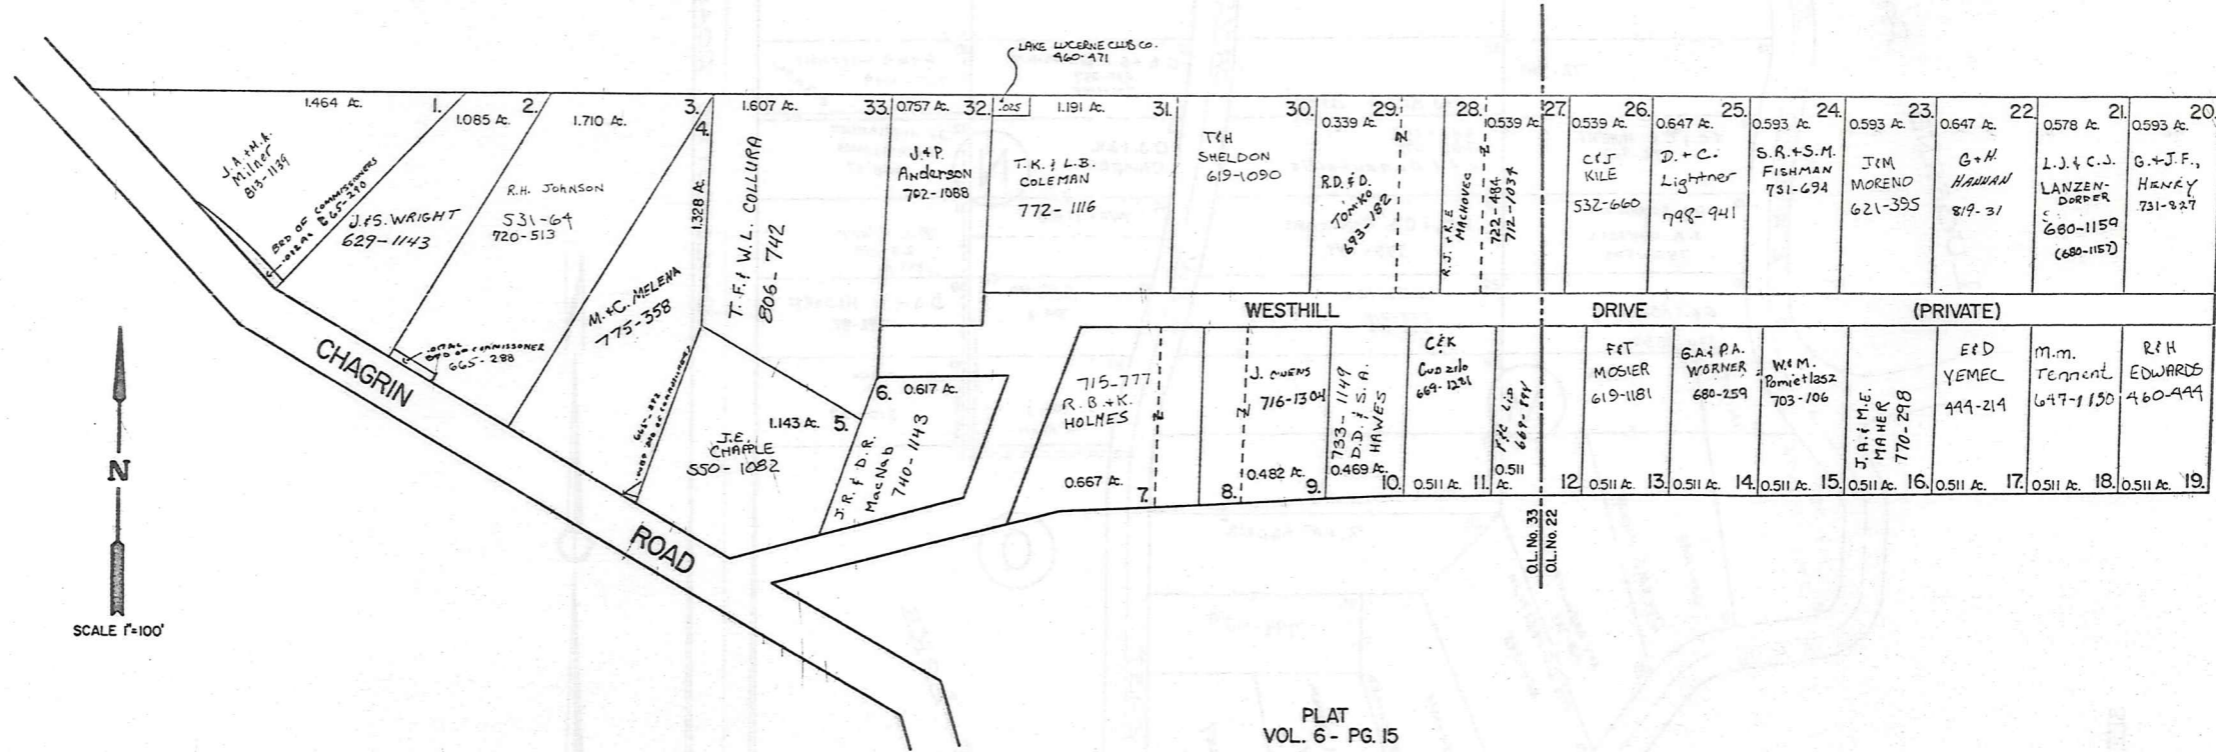 LAKE LUCERNE CLUB CO.
460-471
1.464 Ac.
1.
J.A. & M.A.
Milner
813-1139
BRD OF COMMISSIONERS
665-290
1.085 Ac.
2.
J. & S. WRIGHT
629-1143
1.710 Ac.
3.
R.H. JOHNSON
531-64
720-513
BRD OF COMMISSIONER
665-288
4.
1.328 Ac.
M. & C. MELENA
775-358
1.607 Ac.
33.
T.F. & W.L. COLLURA
806-742
0.757 Ac.
32.
J. & P.
Anderson
702-1088
.025
1.191 Ac.
31.
T.K. & L.B.
COLEMAN
772-1116
30.
T & H
SHELDON
619-1090
0.339 Ac.
29.
R.D. & D.
TOMKO
693-182
Z
28.
R.J. & R.E.
MACHOVEC
Z
0.539 Ac.
27.
722-484
712-1034
0.539 Ac.
26.
C & J
KILE
532-660
0.647 Ac.
25.
D. + C.
Lightner
798-941
0.593 Ac.
24.
S.R. + S.M.
FISHMAN
731-694
0.593 Ac.
23.
J & M
MORENO
621-395
0.647 Ac.
22.
G + H.
HANNAN
819-31
0.578 Ac.
21.
L.J. & C.J.
LANZEN-
DORDER
680-1159
(680-1157)
0.593 Ac.
20.
G. + J.F.,
HENRY
731-827
WESTHILL DRIVE (PRIVATE)
CHAGRIN ROAD
J.E.
CHAPPLE
550-1082
1.143 Ac.
5.
6.
0.617 Ac.
J.R. & D.R.
MacNab
740-1143
715-777
R.B. & K.
HOLMES
0.667 Ac.
7.
Z
8.
J. OWENS
716-1304
Z
0.482 Ac.
9.
733-1149
D.D. & S.A.
HAWES
0.469 Ac.
10.
C & K
669-1221
0.511 Ac.
11.
0.511
Ac.
12.
F & T
MOSIER
619-1181
0.511 Ac.
13.
G.A. & P.A.
WORNER
680-259
0.511 Ac.
14.
W. & M.
Pomietlasz
703-106
0.511 Ac.
15.
J.A. & M.E.
MAHER
770-298
0.511 Ac.
16.
E & D
YEMEC
444-214
0.511 Ac.
17.
M.M.
Tennent
647-1150
0.511 Ac.
18.
R & H
EDWARDS
460-444
0.511 Ac.
19.
O.L. No. 33
O.L. No. 22
N
SCALE 1"=100'
PLAT
VOL. 6 - PG. 15